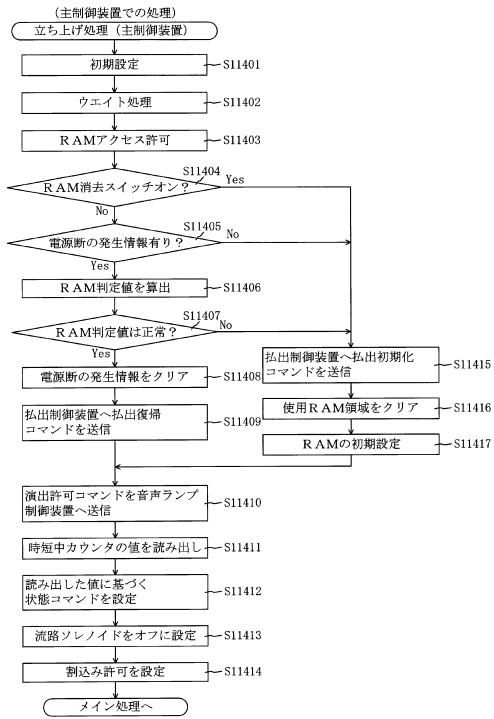 (主制御装置での処理)
立ち上げ処理(主制御装置)
初期設定 S11401
ウエイト処理 S11402
RAMアクセス許可 S11403
S11404
RAM消去スイッチオン? Yes
No
S11405
電源断の発生情報有り? No
Yes
RAM判定値を算出 S11406
S11407
RAM判定値は正常? No
Yes
電源断の発生情報をクリア S11408
払出制御装置へ払出復帰
コマンドを送信 S11409
払出制御装置へ払出初期化
コマンドを送信 S11415
使用RAM領域をクリア S11416
RAMの初期設定 S11417
演出許可コマンドを音声ランプ
制御装置へ送信 S11410
時短中カウンタの値を読み出し S11411
読み出した値に基づく
状態コマンドを設定 S11412
流路ソレノイドをオフに設定 S11413
割込み許可を設定 S11414
メイン処理へ